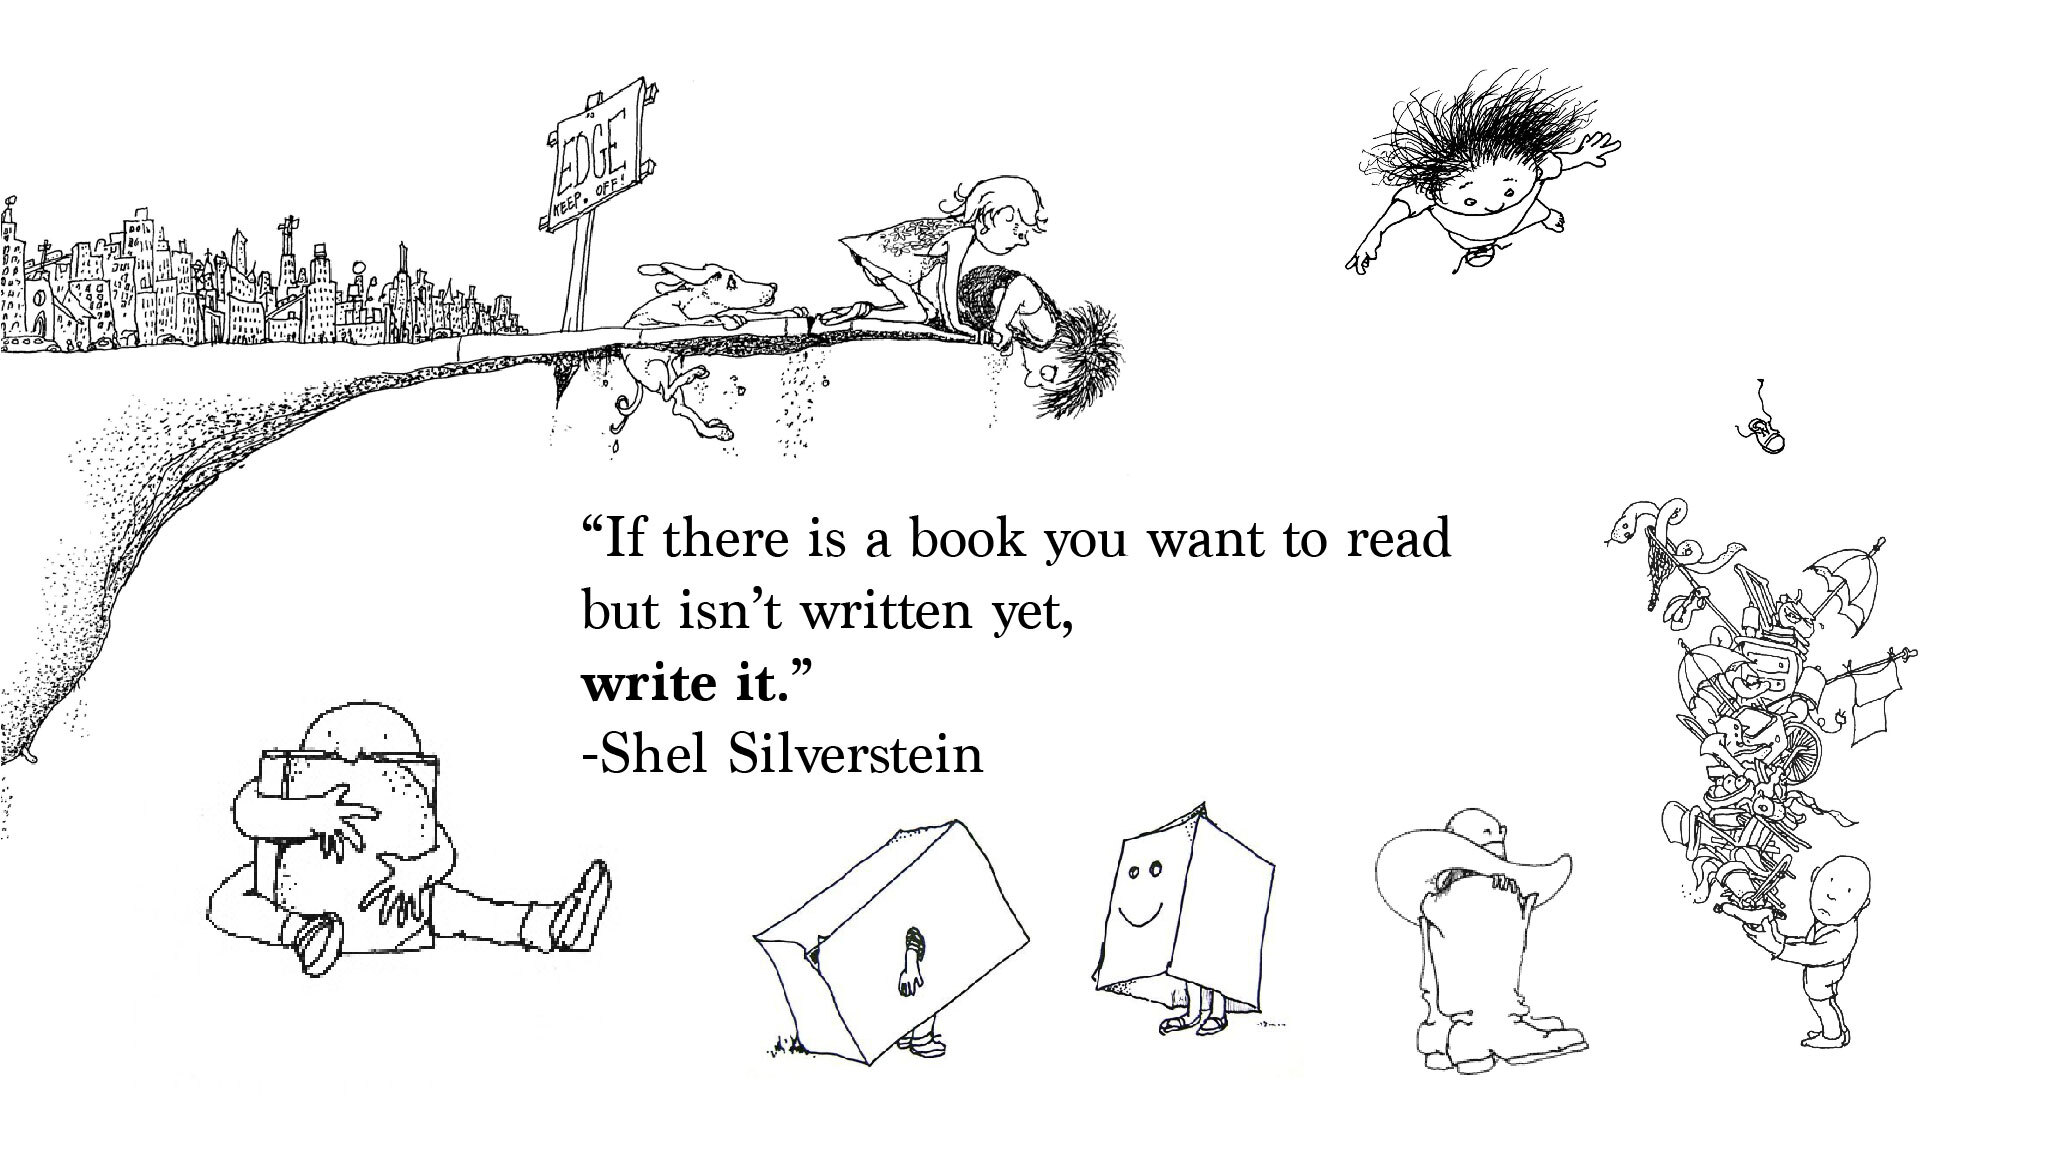 EDGE
KEEP OFF!
“If there is a book you want to read
but isn’t written yet,
write it.”
-Shel Silverstein